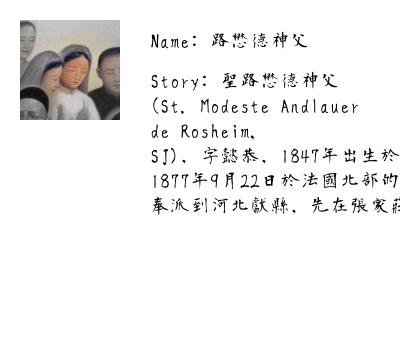 Name: 路懋德神父
Story: 聖路懋德神父
(St. Modeste Andlauer
de Rosheim,
SJ), 字懿恭, 1847年出生於
1877年9月22日於法國北部的
奉派到河北獻縣, 先在張家莊